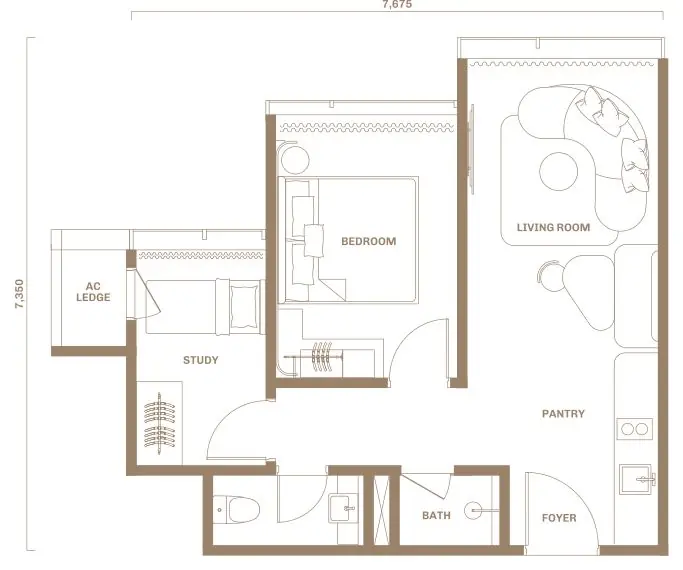 7,675
LIVING ROOM
BEDROOM
AC
LEDGE
7,350
STUDY
PANTRY
BATH
FOYER